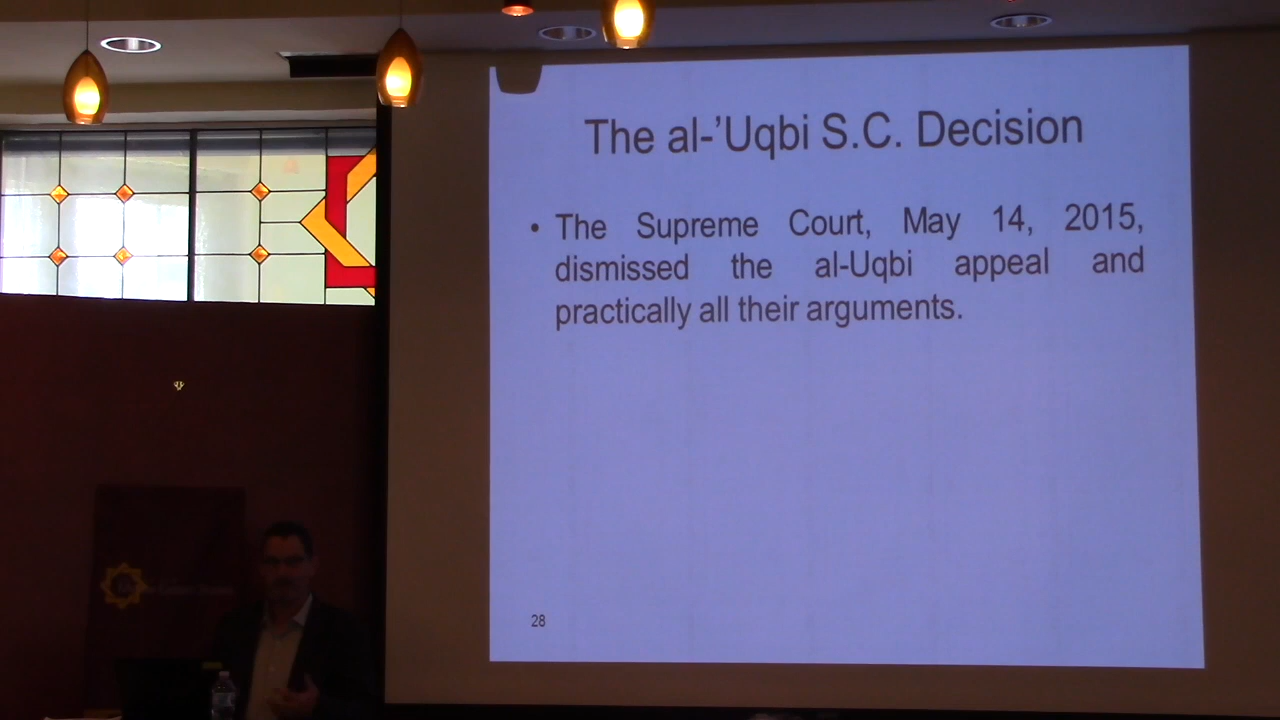 The al-’Uqbi S.C. Decision
• The Supreme Court, May 14, 2015,
dismissed the al-Uqbi appeal and
practically all their arguments.
28